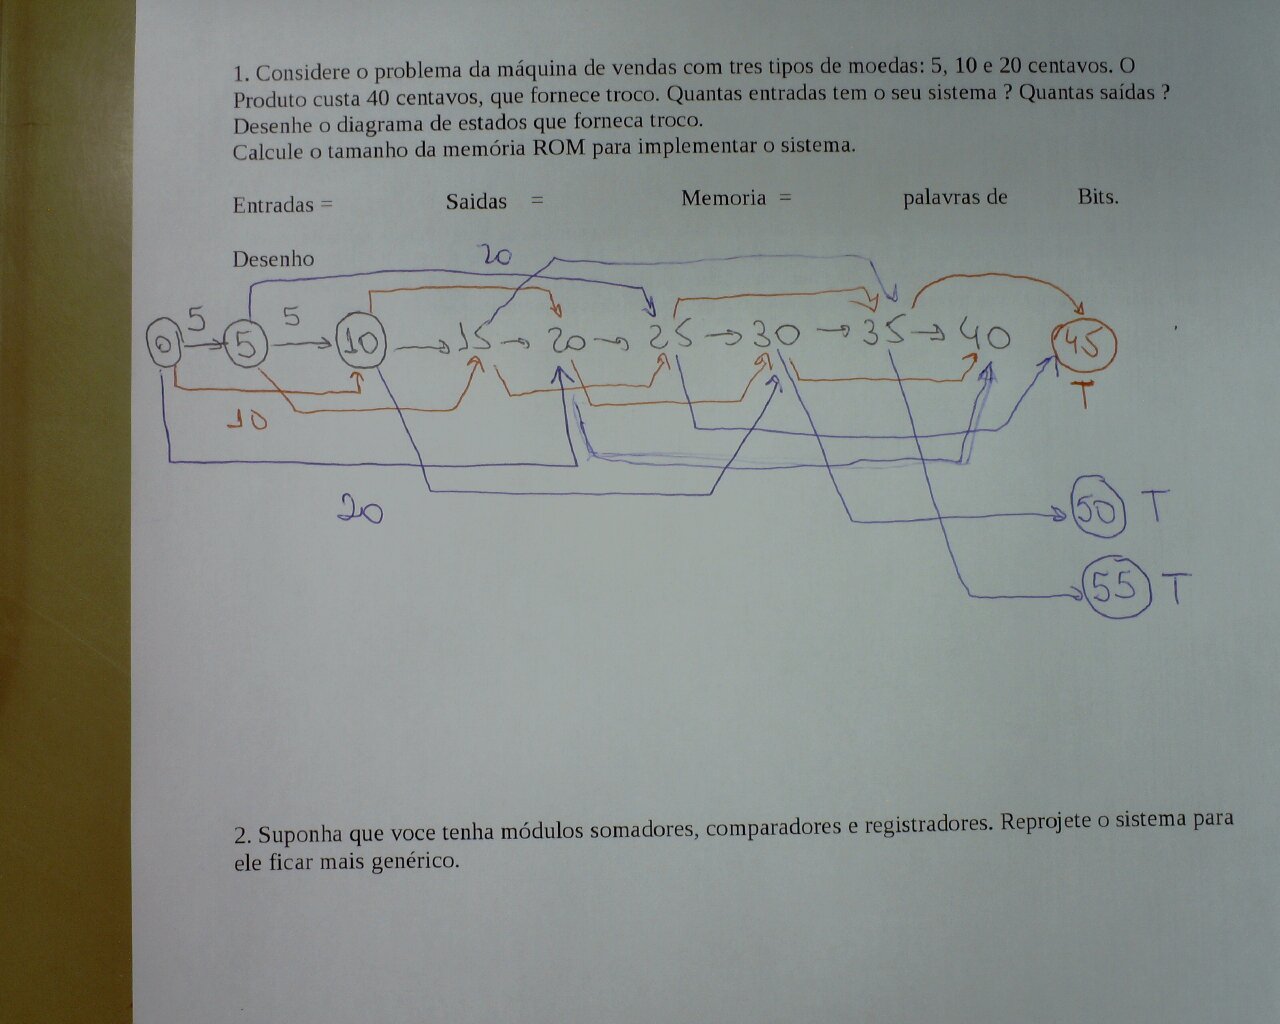 1. Considere o problema da máquina de vendas com tres tipos de moedas: 5, 10 e 20 centavos. O
Produto custa 40 centavos, que fornece troco. Quantas entradas tem o seu sistema ? Quantas saídas ?
Desenhe o diagrama de estados que forneca troco.
Calcule o tamanho da memória ROM para implementar o sistema.
Entradas = Saidas = Memoria = palavras de Bits.
Desenho
20
5 5
0 5 10 15 20 25 30 35 40 45
T
10
20
50 T
55 T
2. Suponha que voce tenha módulos somadores, comparadores e registradores. Reprojete o sistema para
ele ficar mais genérico.